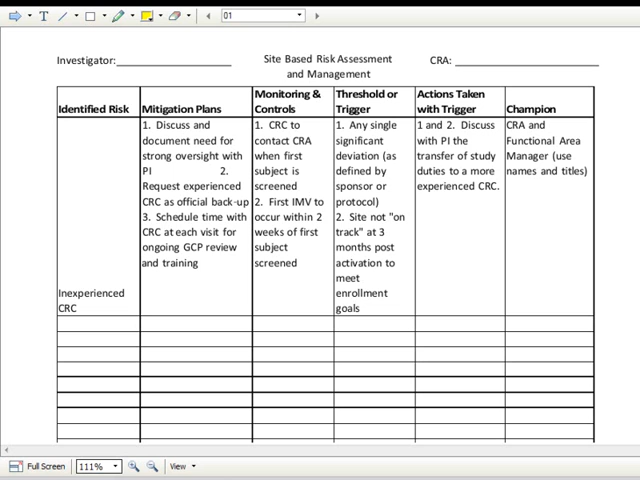 01
Investigator:____________________
Site Based Risk Assessment
and Management
CRA: _________________________
Identified Risk
Mitigation Plans
Monitoring &
Controls
Threshold or
Trigger
Actions Taken
with Trigger
Champion
Inexperienced
CRC
1. Discuss and
document need for
strong oversight with
PI 2.
Request experienced
CRC as official back-up
3. Schedule time with
CRC at each visit for
ongoing GCP review
and training
1. CRC to
contact CRA
when first
subject is
screened
2. First IMV to
occur within 2
weeks of first
subject
screened
1. Any single
significant
deviation (as
defined by
sponsor or
protocol)
2. Site not "on
track" at 3
months post
activation to
meet
enrollment
goals
1 and 2. Discuss
with PI the
transfer of study
duties to a more
experienced CRC.
CRA and
Functional Area
Manager (use
names and titles)
Full Screen
111%
View